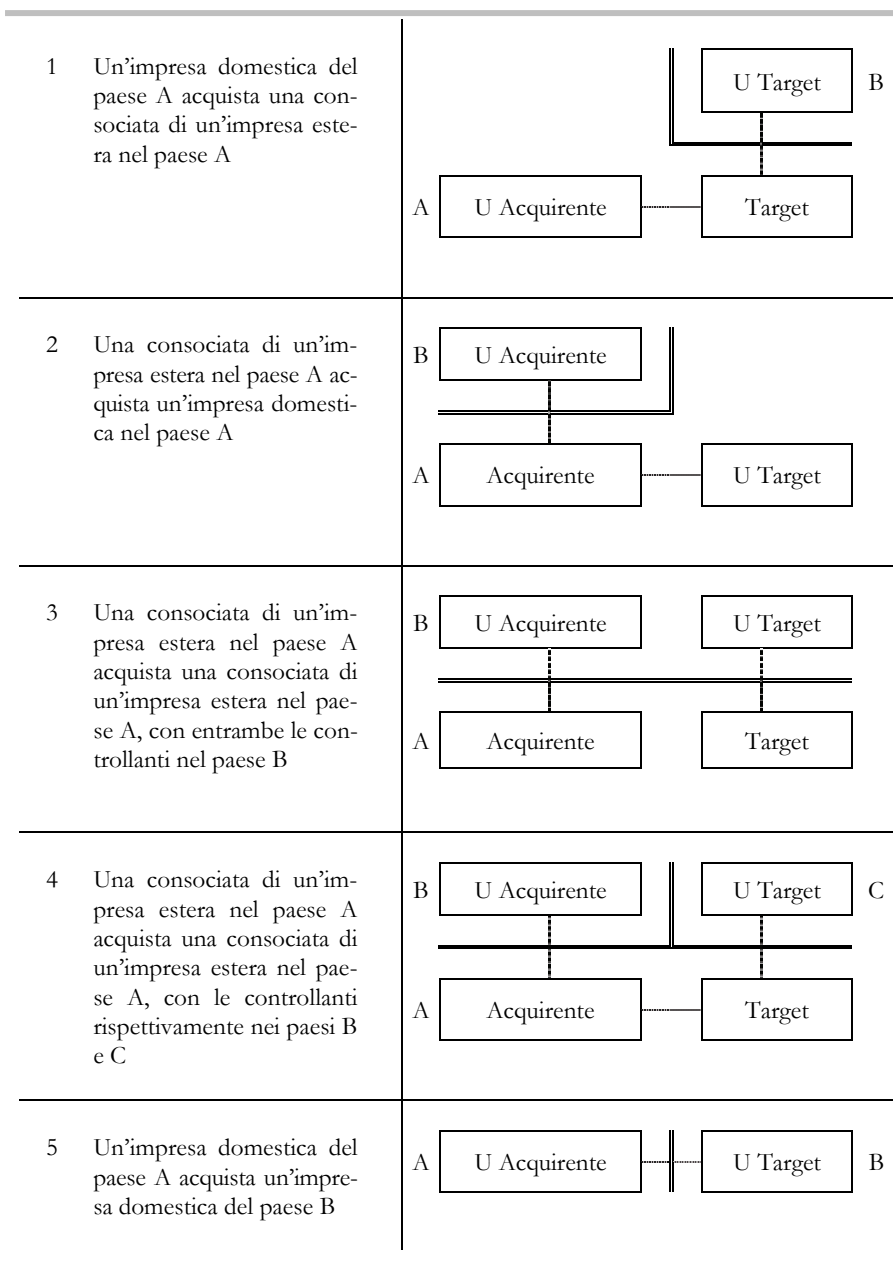 1 Un’impresa domestica del
paese A acquista una con-
sociata di un’impresa este-
ra nel paese A
U Target B
A U Acquirente Target
2 Una consociata di un’im-
presa estera nel paese A ac-
quista un’impresa domesti-
ca nel paese A
B U Acquirente
A Acquirente U Target
3 Una consociata di un’im-
presa estera nel paese A
acquista una consociata di
un’impresa estera nel pae-
se A, con entrambe le con-
trollanti nel paese B
B U Acquirente U Target
A Acquirente Target
4 Una consociata di un’im-
presa estera nel paese A
acquista una consociata di
un’impresa estera nel pae-
se A, con le controllanti
rispettivamente nei paesi B
e C
B U Acquirente U Target C
A Acquirente Target
5 Un’impresa domestica del
paese A acquista un’impre-
sa domestica del paese B
A U Acquirente U Target B